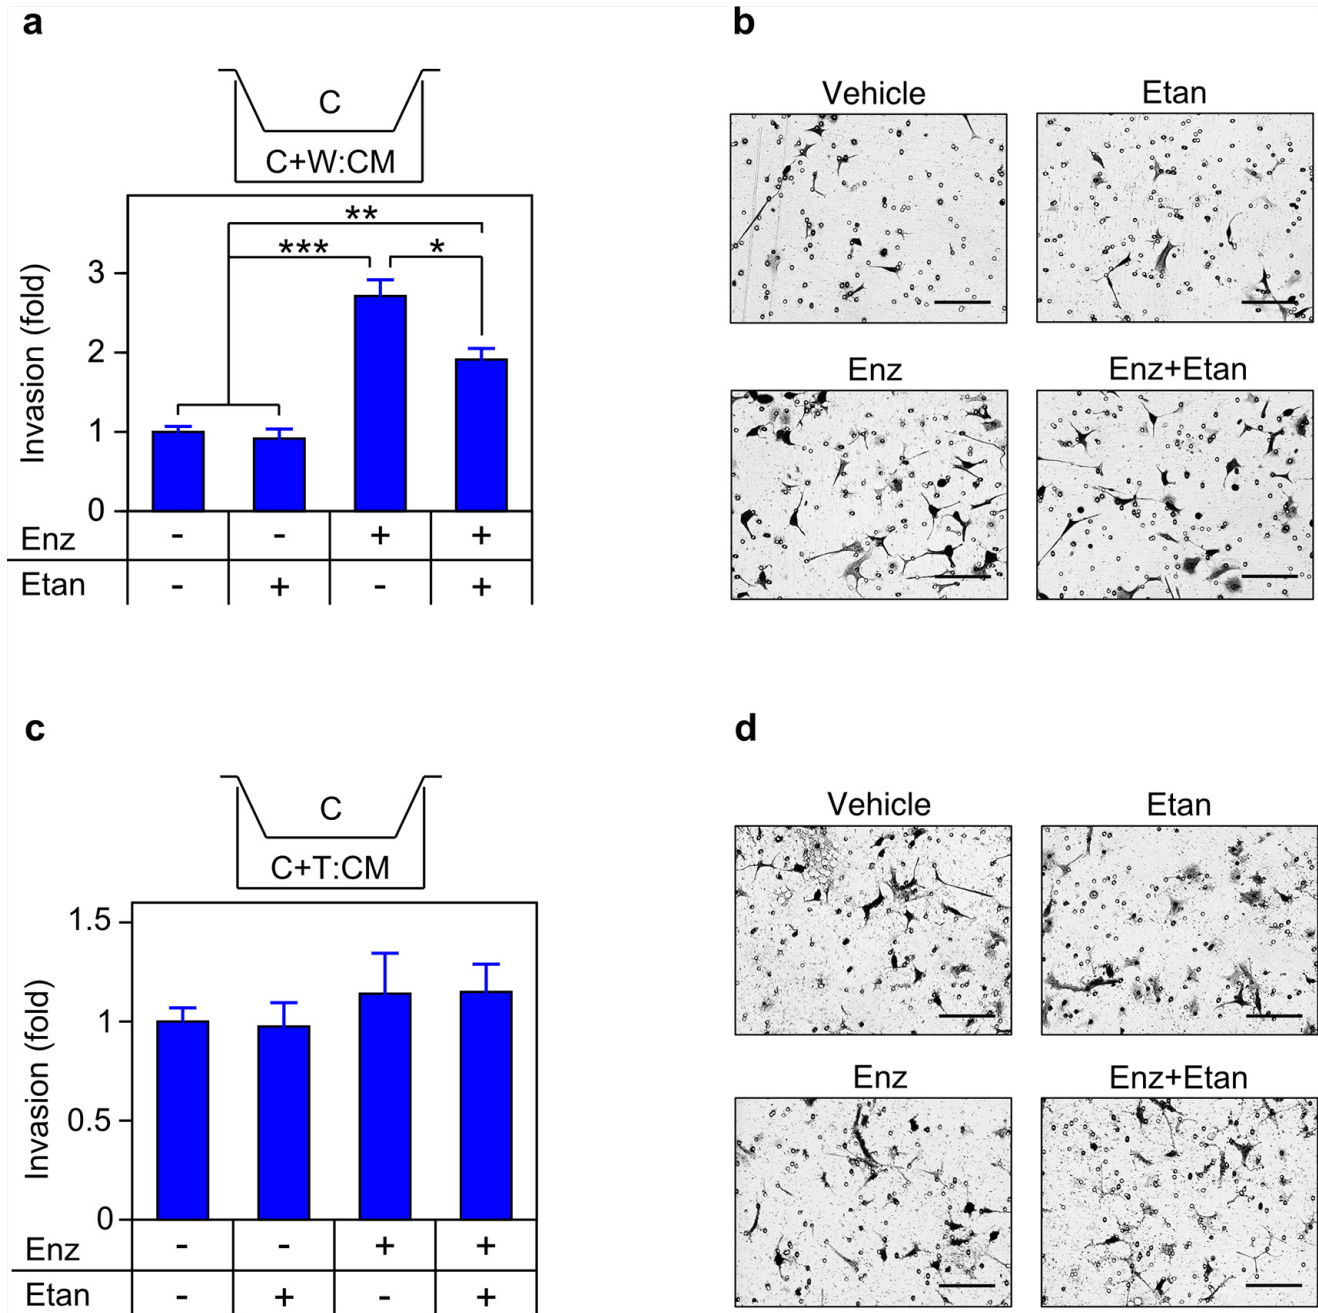 a
C
C+W:CM
**
***
*
Invasion (fold)
3
2
1
0
Enz - - + +
Etan - + - +
b
Vehicle
Etan
Enz
Enz+Etan
c
C
C+T:CM
Invasion (fold)
1.5
1
0.5
0
Enz - - + +
Etan - + - +
d
Vehicle
Etan
Enz
Enz+Etan